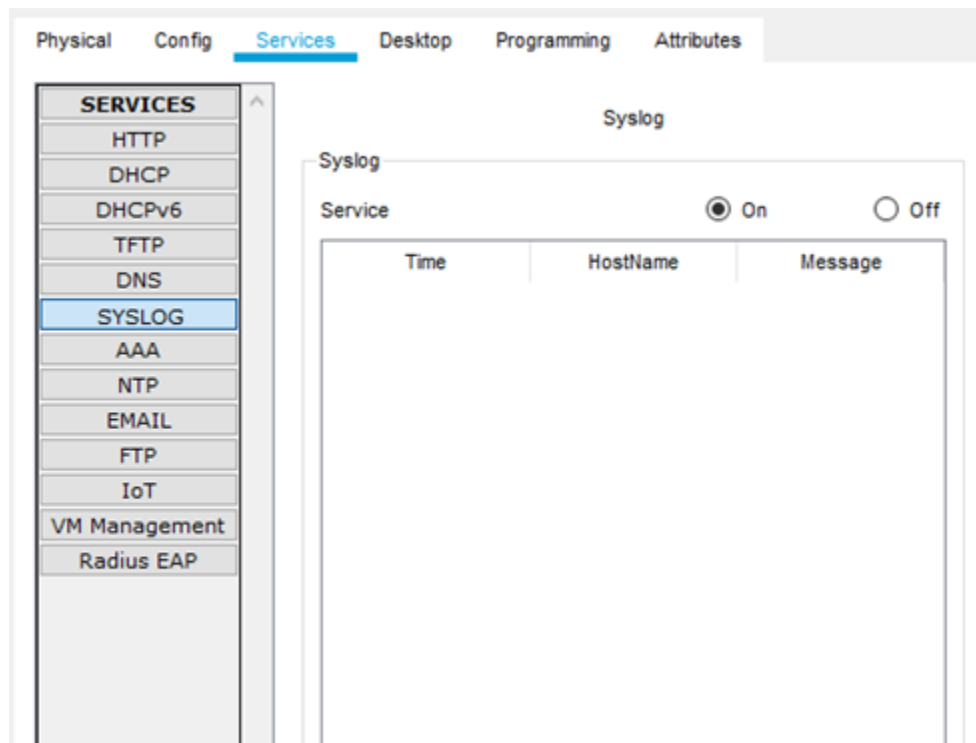 Physical Config Services Desktop Programming Attributes
SERVICES
HTTP
DHCP
DHCPv6
TFTP
DNS
SYSLOG
AAA
NTP
EMAIL
FTP
IoT
VM Management
Radius EAP
Syslog
Syslog
Service On Off
Time HostName Message